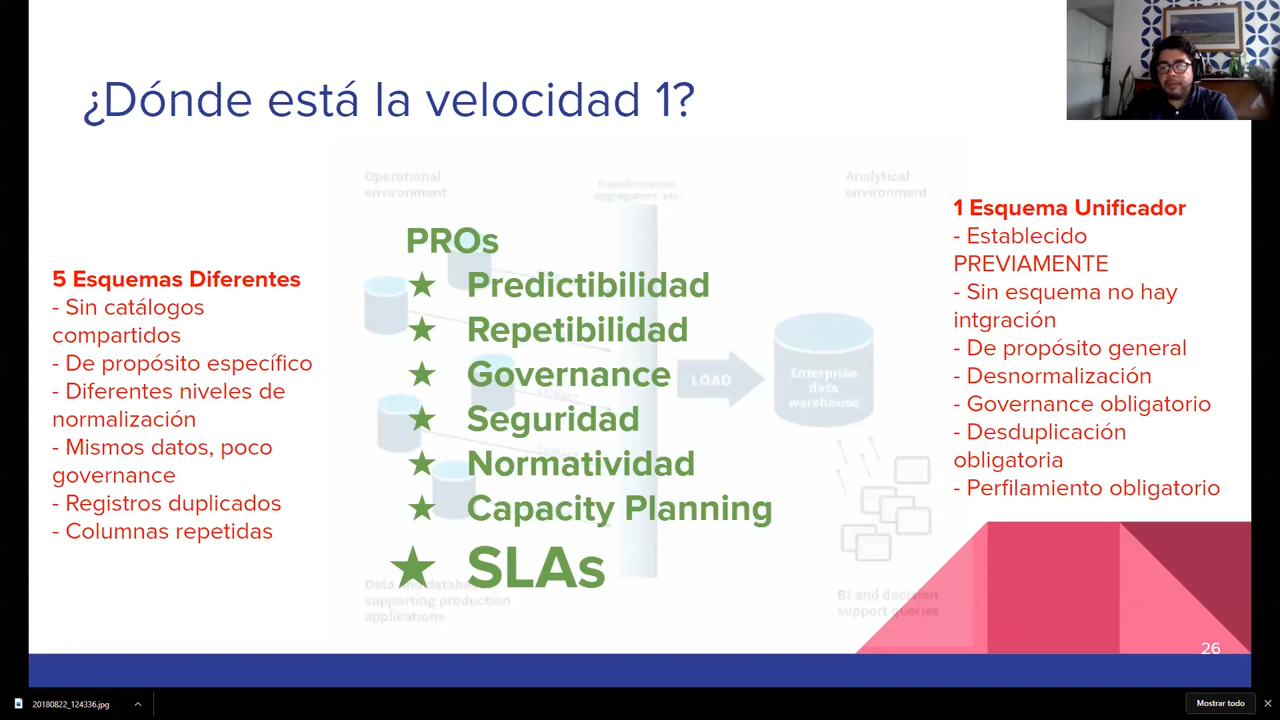 ¿Dónde está la velocidad 1?
Operational
environment
Transformation,
aggregation, etc.
Analytical
environment
5 Esquemas Diferentes
- Sin catálogos
compartidos
- De propósito específico
- Diferentes niveles de
normalización
- Mismos datos, poco
governance
- Registros duplicados
- Columnas repetidas
PROs
★ Predictibilidad
★ Repetibilidad
★ Governance
★ Seguridad
★ Normatividad
★ Capacity Planning
★ SLAs
EXTRACT
LOAD
Enterprise
data
warehouse
Data and databases
supporting production
applications
BI and decision
support queries
1 Esquema Unificador
- Establecido
PREVIAMENTE
- Sin esquema no hay
intgración
- De propósito general
- Desnormalización
- Governance obligatorio
- Desduplicación
obligatoria
- Perfilamiento obligatorio
26
20180822_124336.jpg
Mostrar todo